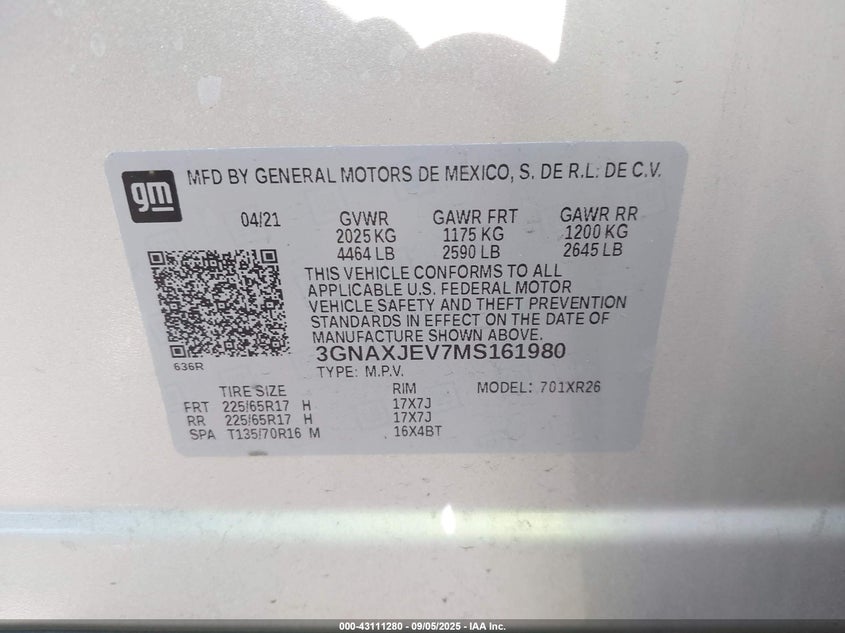 gm
MFD BY GENERAL MOTORS DE MEXICO, S. DE R.L. DE C.V.
04/21 GVWR GAWR FRT GAWR RR
2025 KG 1175 KG 1200 KG
4464 LB 2590 LB 2645 LB
THIS VEHICLE CONFORMS TO ALL
APPLICABLE U.S. FEDERAL MOTOR
VEHICLE SAFETY AND THEFT PREVENTION
STANDARDS IN EFFECT ON THE DATE OF
MANUFACTURE SHOWN ABOVE.
636R
3GNAXJEV7MS161980
TYPE: M.P.V.
TIRE SIZE RIM MODEL: 701XR26
FRT 225/65R17 H 17X7J
RR 225/65R17 H 17X7J
SPA T135/70R16 M 16X4BT
000-43111280 - 09/05/2025 - IAA Inc.